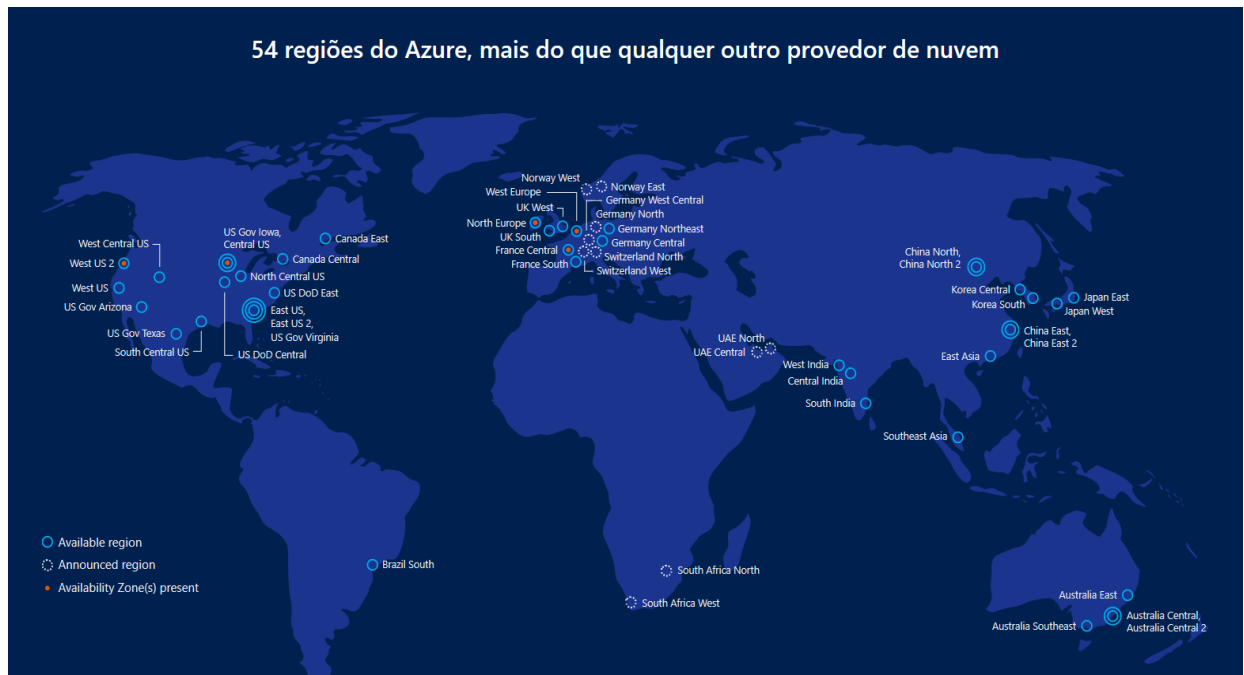 54 regiões do Azure, mais do que qualquer outro provedor de nuvem
Norway West
Norway East
West Europe
Germany West Central
UK West
Germany North
North Europe
Germany Northeast
UK South
Germany Central
France Central
Switzerland North
France South
Switzerland West
US Gov Iowa,
Central US
West Central US
Canada East
West US 2
Canada Central
North Central US
West US
US DoD East
US Gov Arizona
East US,
East US 2,
US Gov Virginia
US Gov Texas
South Central US
US DoD Central
China North,
China North 2
Korea Central
Korea South
Japan East
Japan West
China East,
China East 2
East Asia
UAE North
UAE Central
West India
Central India
South India
Southeast Asia
Available region
Announced region
Availability Zone(s) present
Brazil South
South Africa North
South Africa West
Australia East
Australia Central,
Australia Central 2
Australia Southeast